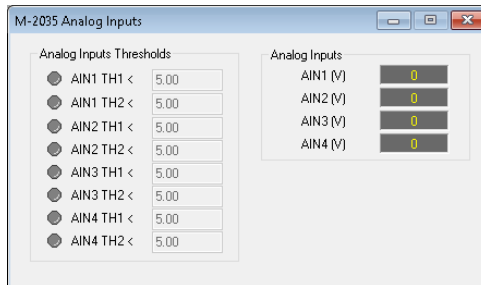 M-2035 Analog Inputs
Analog Inputs Thresholds
AIN1 TH1 < 5.00
AIN1 TH2 < 5.00
AIN2 TH1 < 5.00
AIN2 TH2 < 5.00
AIN3 TH1 < 5.00
AIN3 TH2 < 5.00
AIN4 TH1 < 5.00
AIN4 TH2 < 5.00
Analog Inputs
AIN1 (V) 0
AIN2 (V) 0
AIN3 (V) 0
AIN4 (V) 0